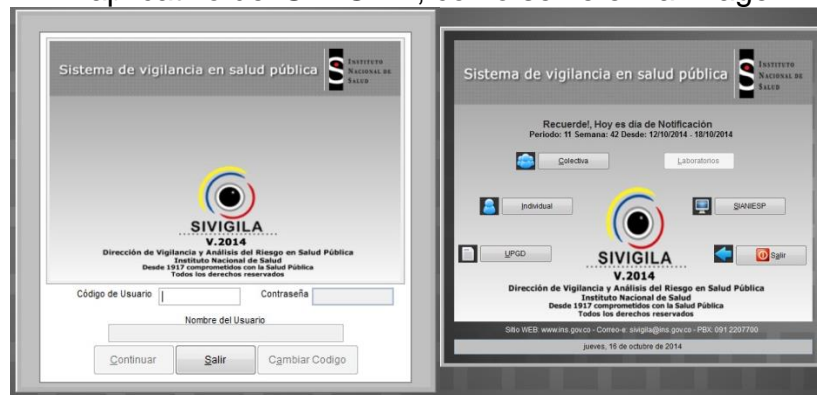 Sistema de vigilancia en salud pública
INSTITUTO
NACIONAL DE
SALUD
SIVIGILA
V.2014
Dirección de Vigilancia y Análisis del Riesgo en Salud Pública
Instituto Nacional de Salud
Desde 1917 comprometidos con la Salud Pública
Todos los derechos reservados
Código de Usuario
Contraseña
Nombre del Usuario
Continuar
Salir
Cambiar Codigo
Sistema de vigilancia en salud pública
INSTITUTO
NACIONAL DE
SALUD
Recuerde!, Hoy es dia de Notificación
Periodo: 11 Semana: 42 Desde: 12/10/2014 - 18/10/2014
Colectiva
Laboratorios
Individual
SIANIESP
UPGD
Salir
SIVIGILA
V.2014
Dirección de Vigilancia y Análisis del Riesgo en Salud Pública
Instituto Nacional de Salud
Desde 1917 comprometidos con la Salud Pública
Todos los derechos reservados
Sitio WEB: www.ins.gov.co - Correo-e: sivigila@ins.gov.co - PBX: 091 2207700
jueves, 16 de octubre de 2014